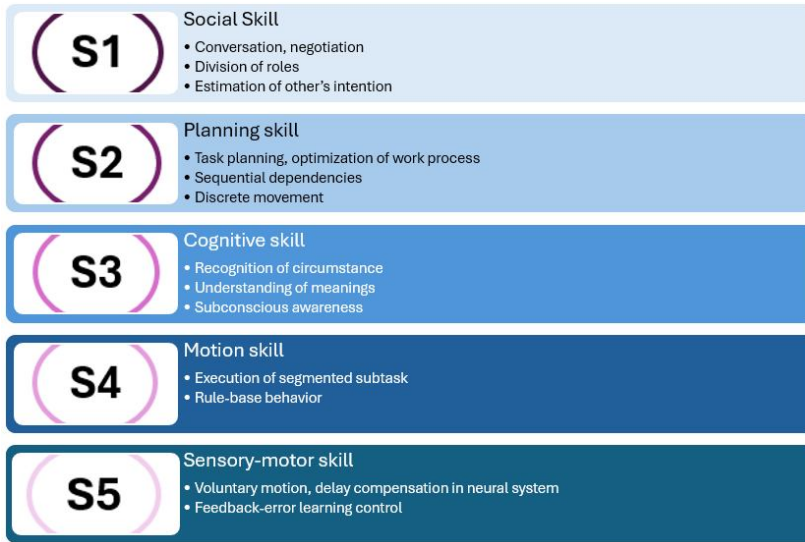 S1
Social Skill
• Conversation, negotiation
• Division of roles
• Estimation of other's intention
S2
Planning skill
• Task planning, optimization of work process
• Sequential dependencies
• Discrete movement
S3
Cognitive skill
• Recognition of circumstance
• Understanding of meanings
• Subconscious awareness
S4
Motion skill
• Execution of segmented subtask
• Rule-base behavior
S5
Sensory-motor skill
• Voluntary motion, delay compensation in neural system
• Feedback-error learning control